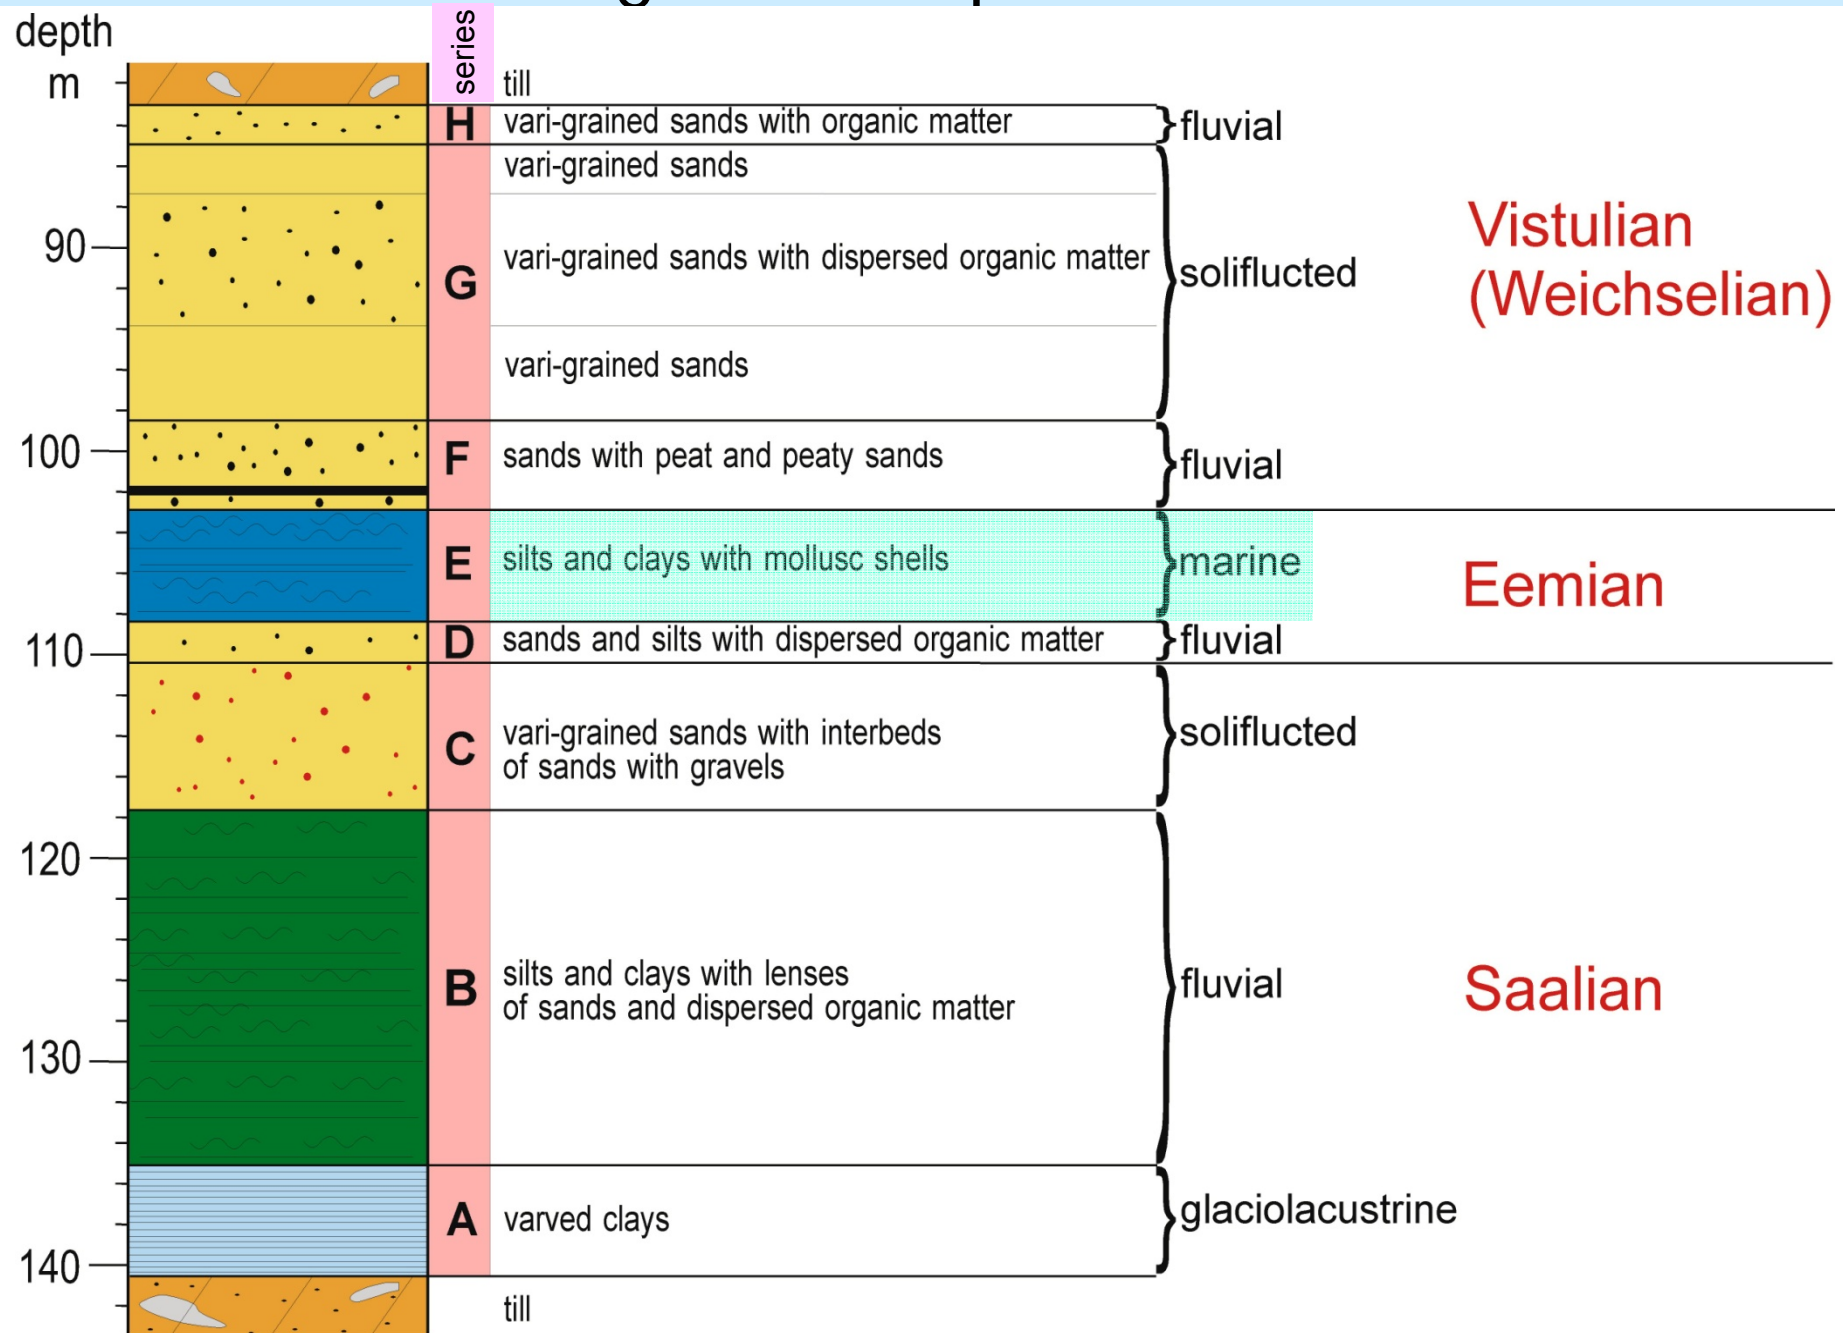 depth
m
series
till
H vari-grained sands with organic matter fluvial
vari-grained sands
90
G vari-grained sands with dispersed organic matter soliflucted
Vistulian
(Weichselian)
vari-grained sands
100 F sands with peat and peaty sands fluvial
E silts and clays with mollusc shells marine
Eemian
110 D sands and silts with dispersed organic matter fluvial
C vari-grained sands with interbeds
of sands with gravels
soliflucted
120
B silts and clays with lenses
of sands and dispersed organic matter
fluvial
Saalian
130
A varved clays glaciolacustrine
140
till